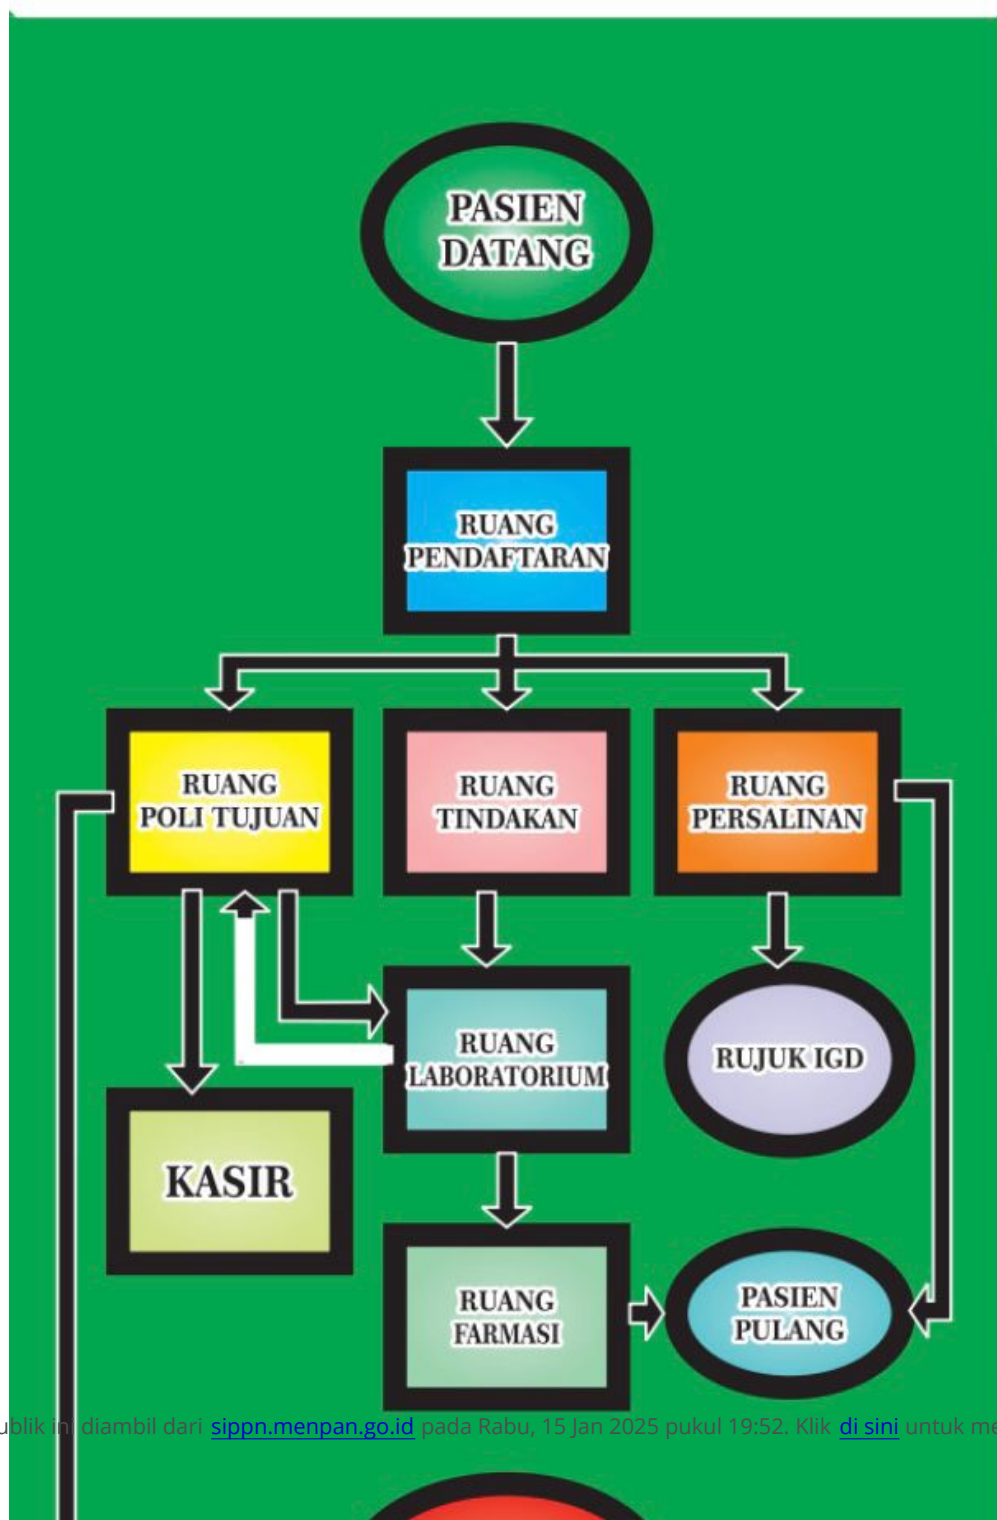 PASIEN
DATANG
RUANG
PENDAFTARAN
RUANG
POLI TUJUAN
RUANG
TINDAKAN
RUANG
PERSALINAN
RUANG
LABORATORIUM
RUJUK IGD
KASIR
RUANG
FARMASI
PASIEN
PULANG
diambil dari sippn.menpan.go.id pada Rabu, 15 Jan 2025 pukul 19:52. Klik di sini untuk